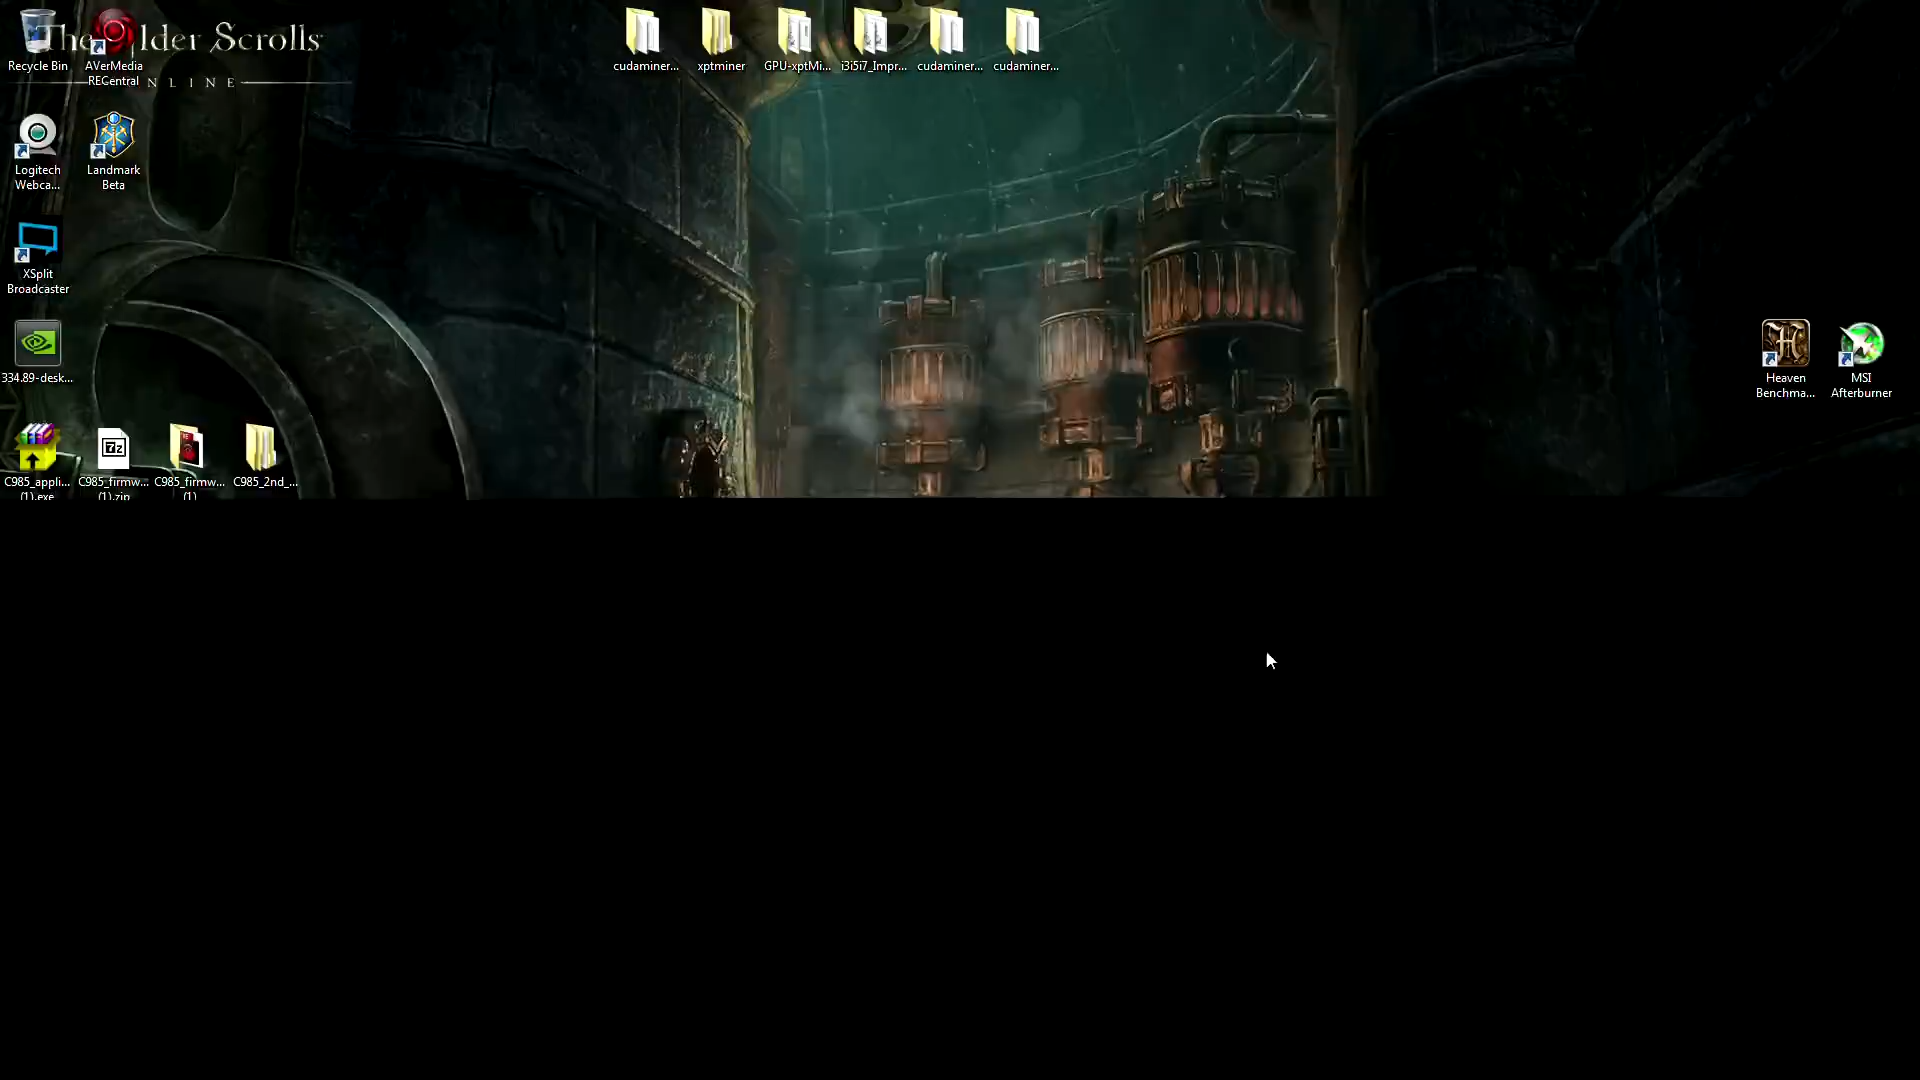 The Elder Scrolls
ONLINE
Recycle Bin
AVerMedia
RECentral
cudaminer...
xptminer
GPU-xptMi...
i3i5i7_Impr...
cudaminer...
cudaminer...
Logitech
Webca...
Landmark
Beta
XSplit
Broadcaster
334.89-desk...
Heaven
Benchma...
MSI
Afterburner
C985_appli...
(1).exe
7z
C985_firmw...
(1).zip
C985_firmw...
(1)
C985_2nd_...